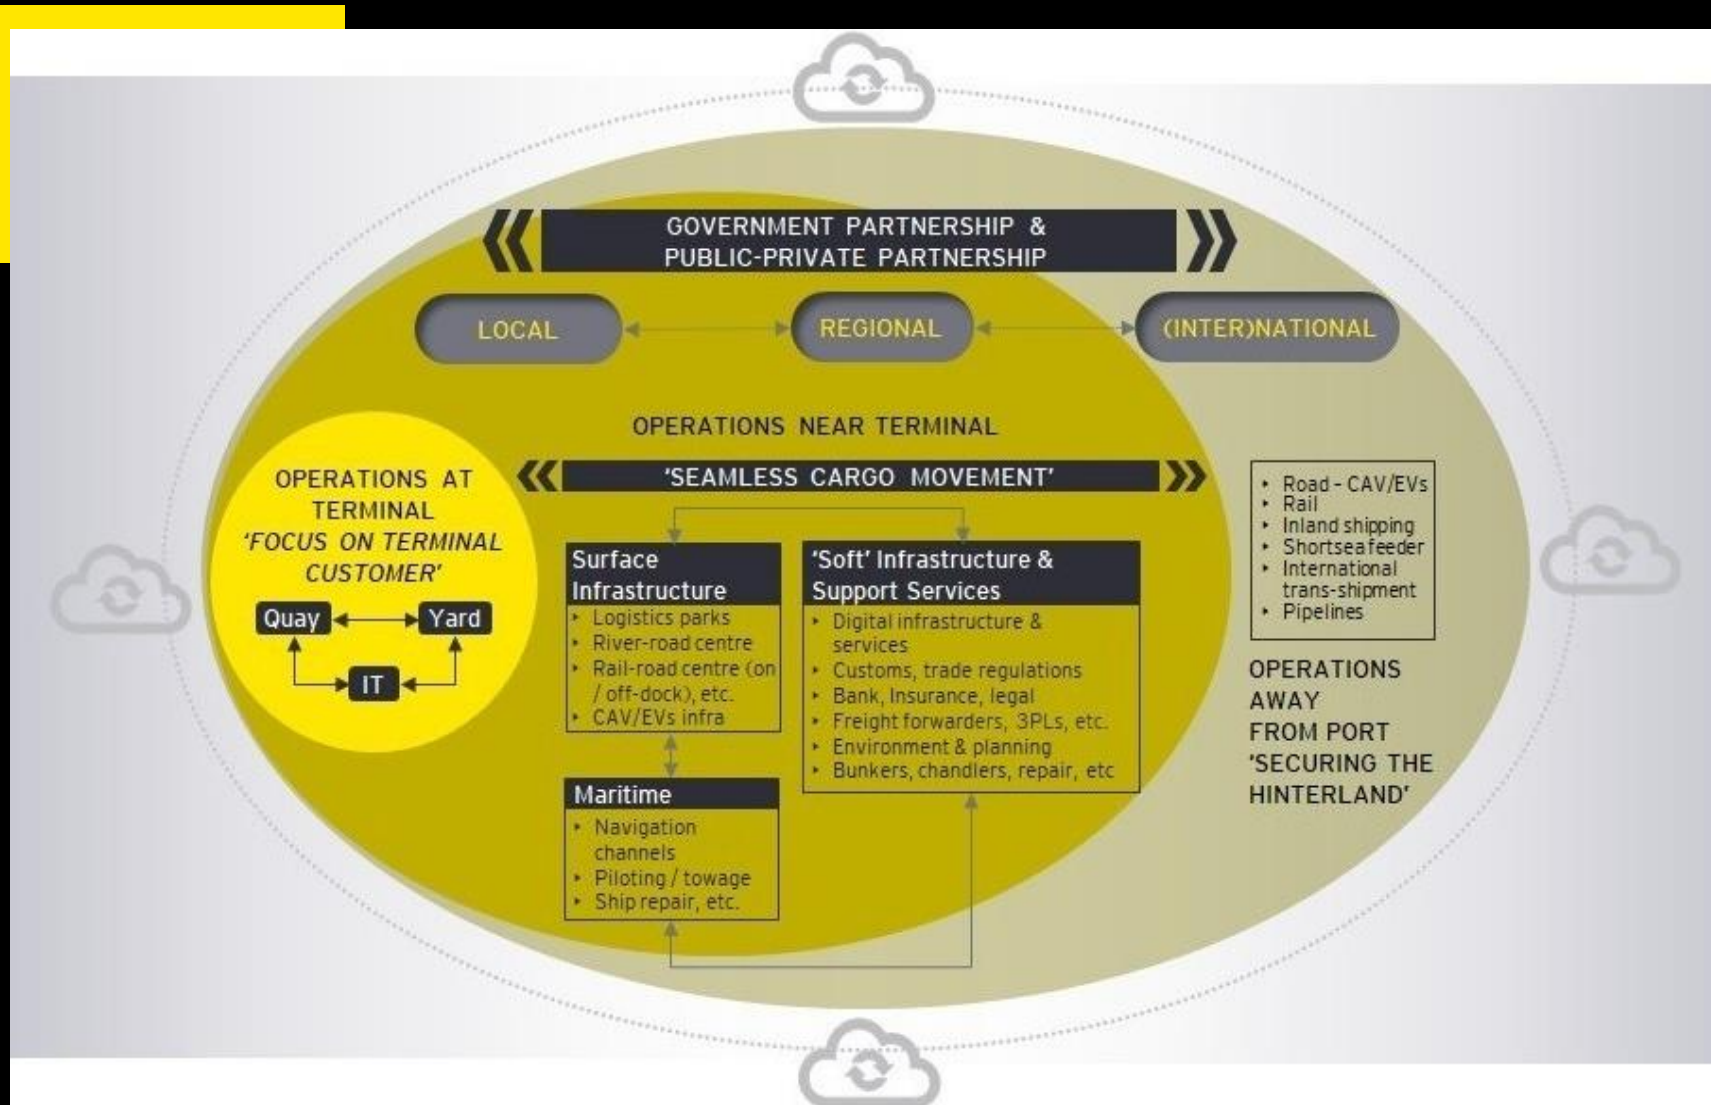 GOVERNMENT PARTNERSHIP &
PUBLIC-PRIVATE PARTNERSHIP
LOCAL
REGIONAL
(INTER)NATIONAL
OPERATIONS NEAR TERMINAL
'SEAMLESS CARGO MOVEMENT'
OPERATIONS AT
TERMINAL
'FOCUS ON TERMINAL
CUSTOMER'
Quay
Yard
IT
Surface
Infrastructure
‣ Logistics parks
‣ River-road centre
‣ Rail-road centre (on
/ off-dock), etc.
‣ CAV/EVs infra
Maritime
‣ Navigation
channels
‣ Piloting / towage
‣ Ship repair, etc.
'Soft' Infrastructure &
Support Services
‣ Digital infrastructure &
services
‣ Customs, trade regulations
‣ Bank, Insurance, legal
‣ Freight forwarders, 3PLs, etc.
‣ Environment & planning
‣ Bunkers, chandlers, repair, etc
‣ Road - CAV/EVs
‣ Rail
‣ Inland shipping
‣ Shortsea feeder
‣ International
trans-shipment
‣ Pipelines
OPERATIONS
AWAY
FROM PORT
'SECURING THE
HINTERLAND'